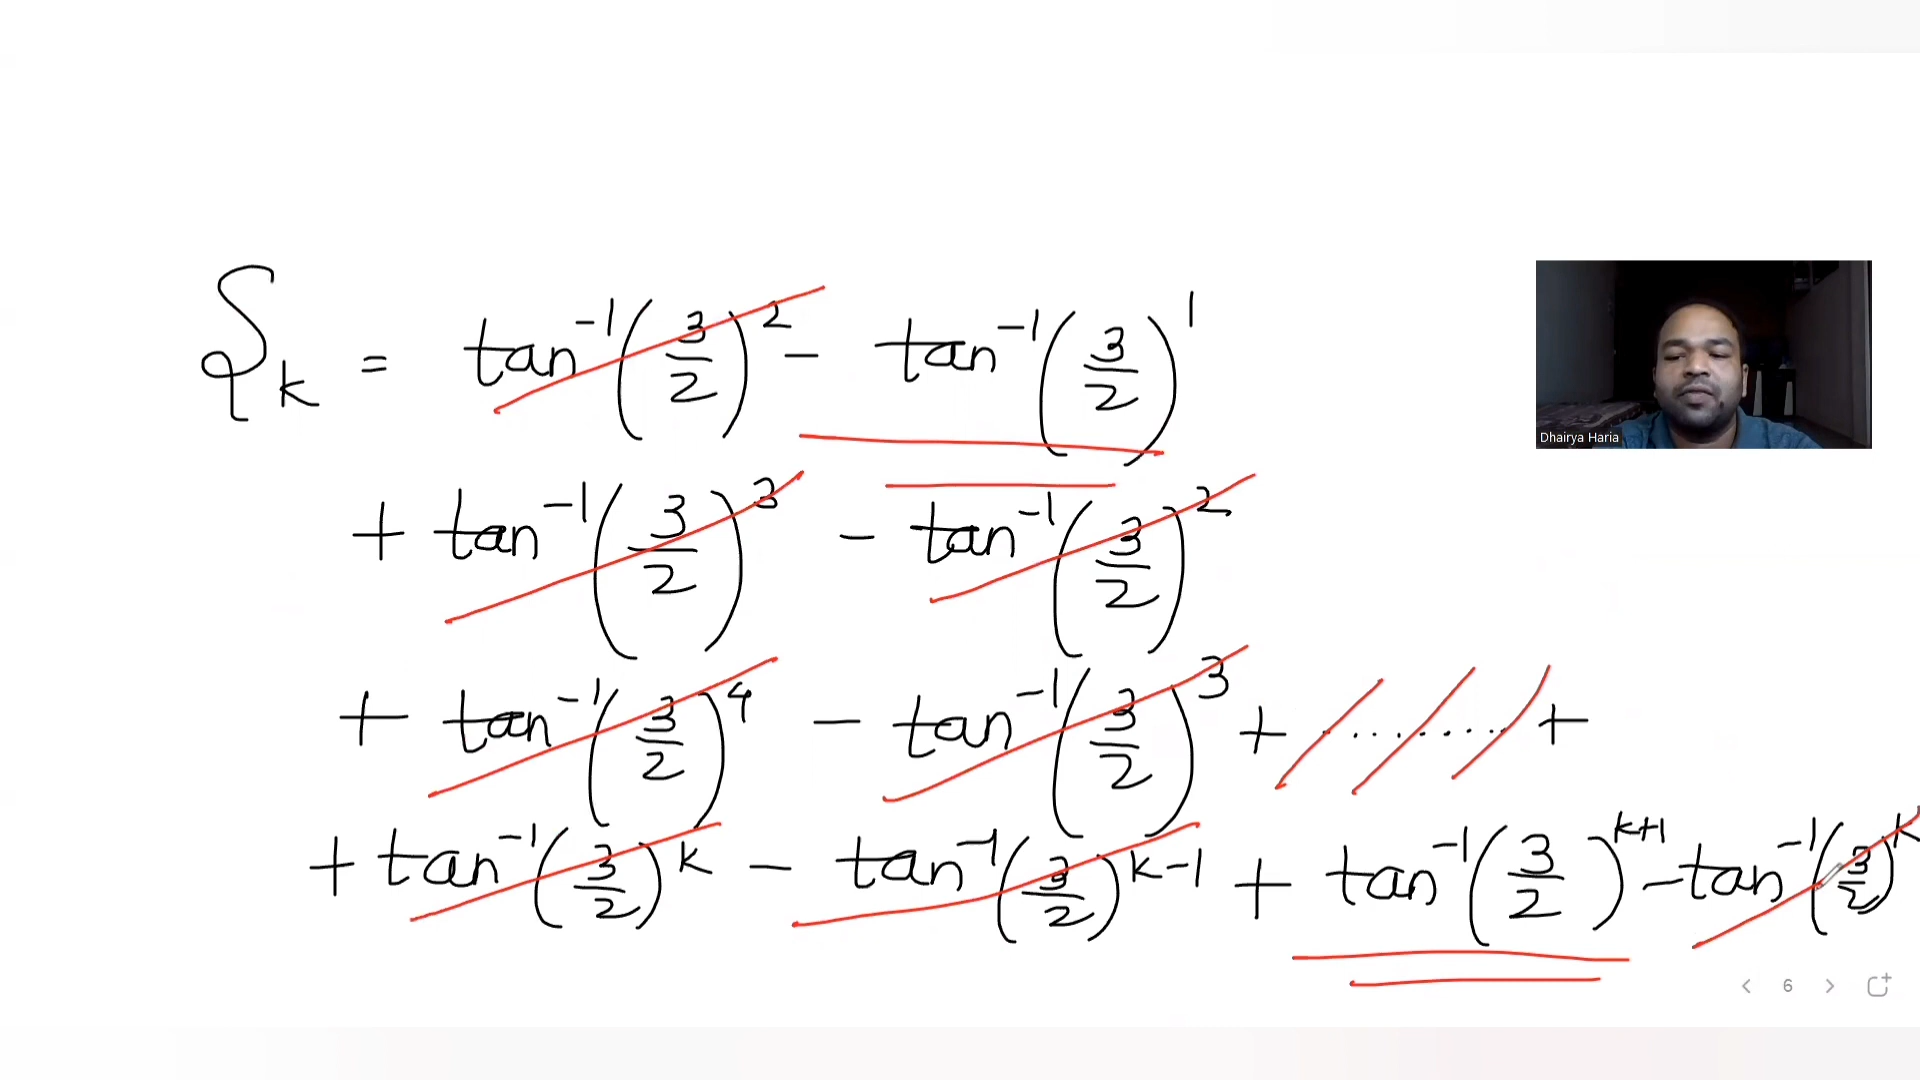 S_k = tan^{-1}(3/2)^2 - tan^{-1}(3/2)^1
+ tan^{-1}(3/2)^3 - tan^{-1}(3/2)^2
+ tan^{-1}(3/2)^4 - tan^{-1}(3/2)^3 + ........ +
+ tan^{-1}(3/2)^k - tan^{-1}(3/2)^{k-1} + tan^{-1}(3/2)^{k+1} - tan^{-1}(3/2)^k
Dhairya Haria
< 6 >